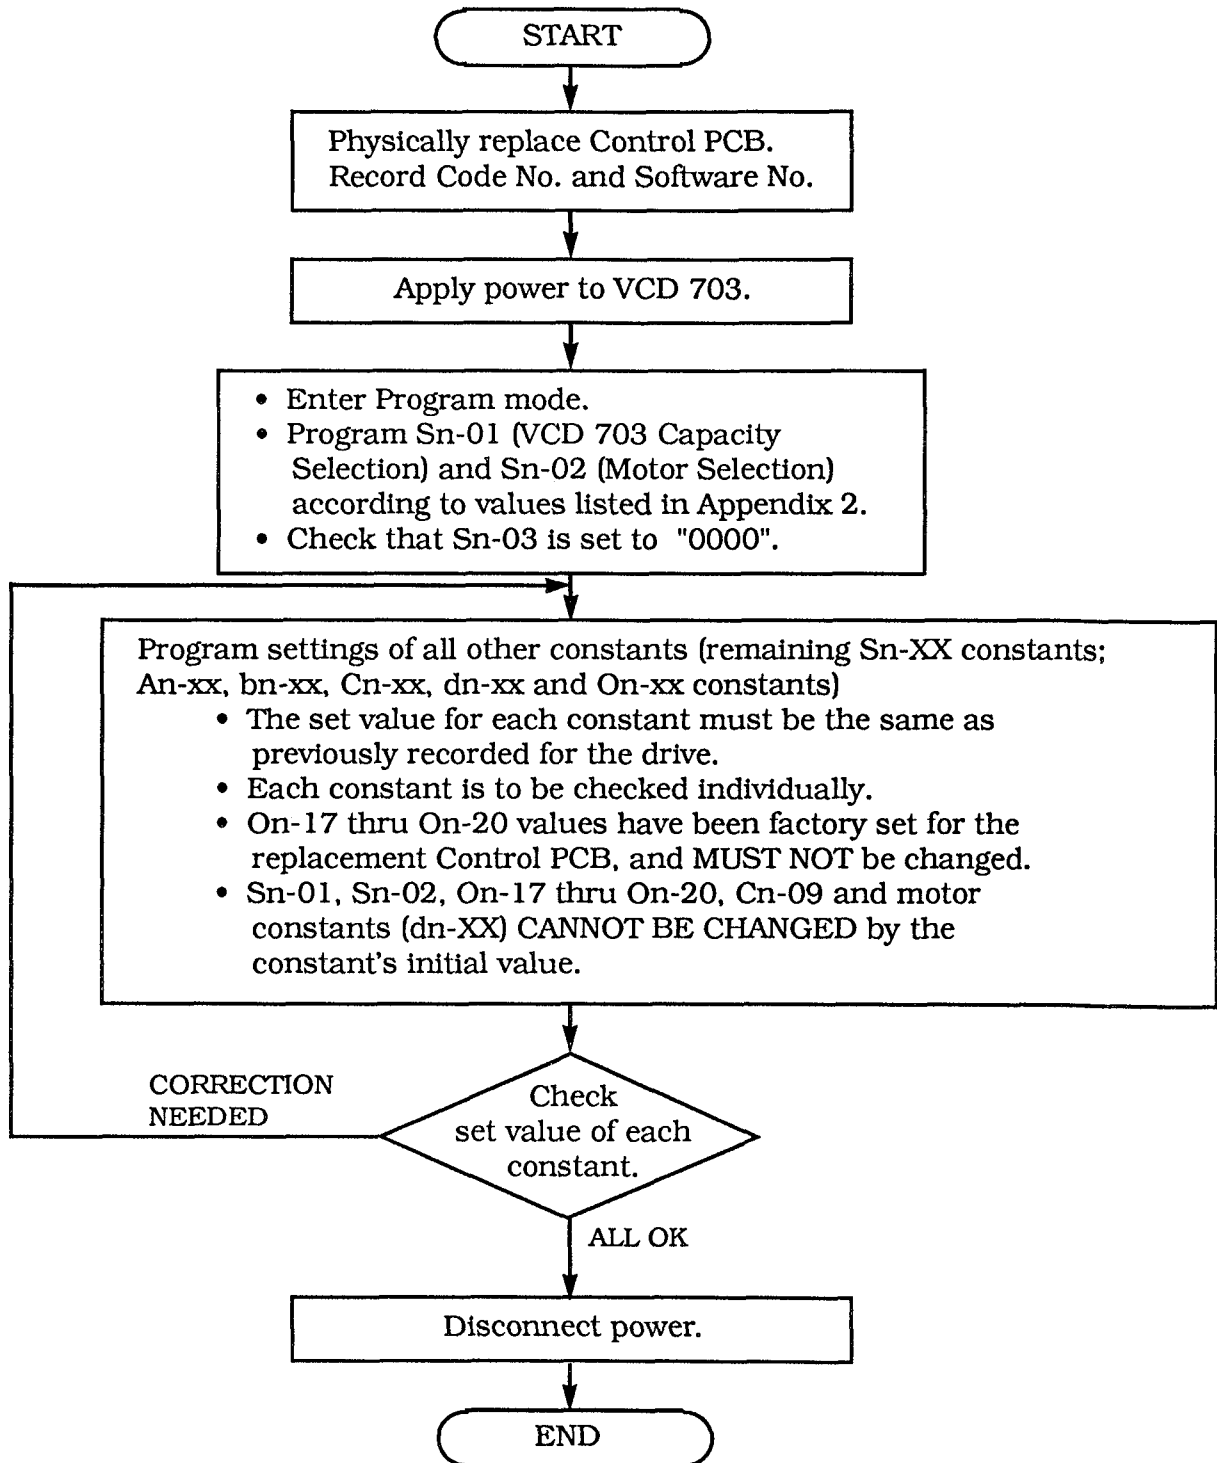 START
Physically replace Control PCB.
Record Code No. and Software No.
Apply power to VCD 703.
• Enter Program mode.
• Program Sn-01 (VCD 703 Capacity
Selection) and Sn-02 (Motor Selection)
according to values listed in Appendix 2.
• Check that Sn-03 is set to "0000".
Program settings of all other constants (remaining Sn-XX constants;
An-xx, bn-xx, Cn-xx, dn-xx and On-xx constants)
• The set value for each constant must be the same as
previously recorded for the drive.
• Each constant is to be checked individually.
• On-17 thru On-20 values have been factory set for the
replacement Control PCB, and MUST NOT be changed.
• Sn-01, Sn-02, On-17 thru On-20, Cn-09 and motor
constants (dn-XX) CANNOT BE CHANGED by the
constant's initial value.
CORRECTION
NEEDED
Check
set value of each
constant.
ALL OK
Disconnect power.
END